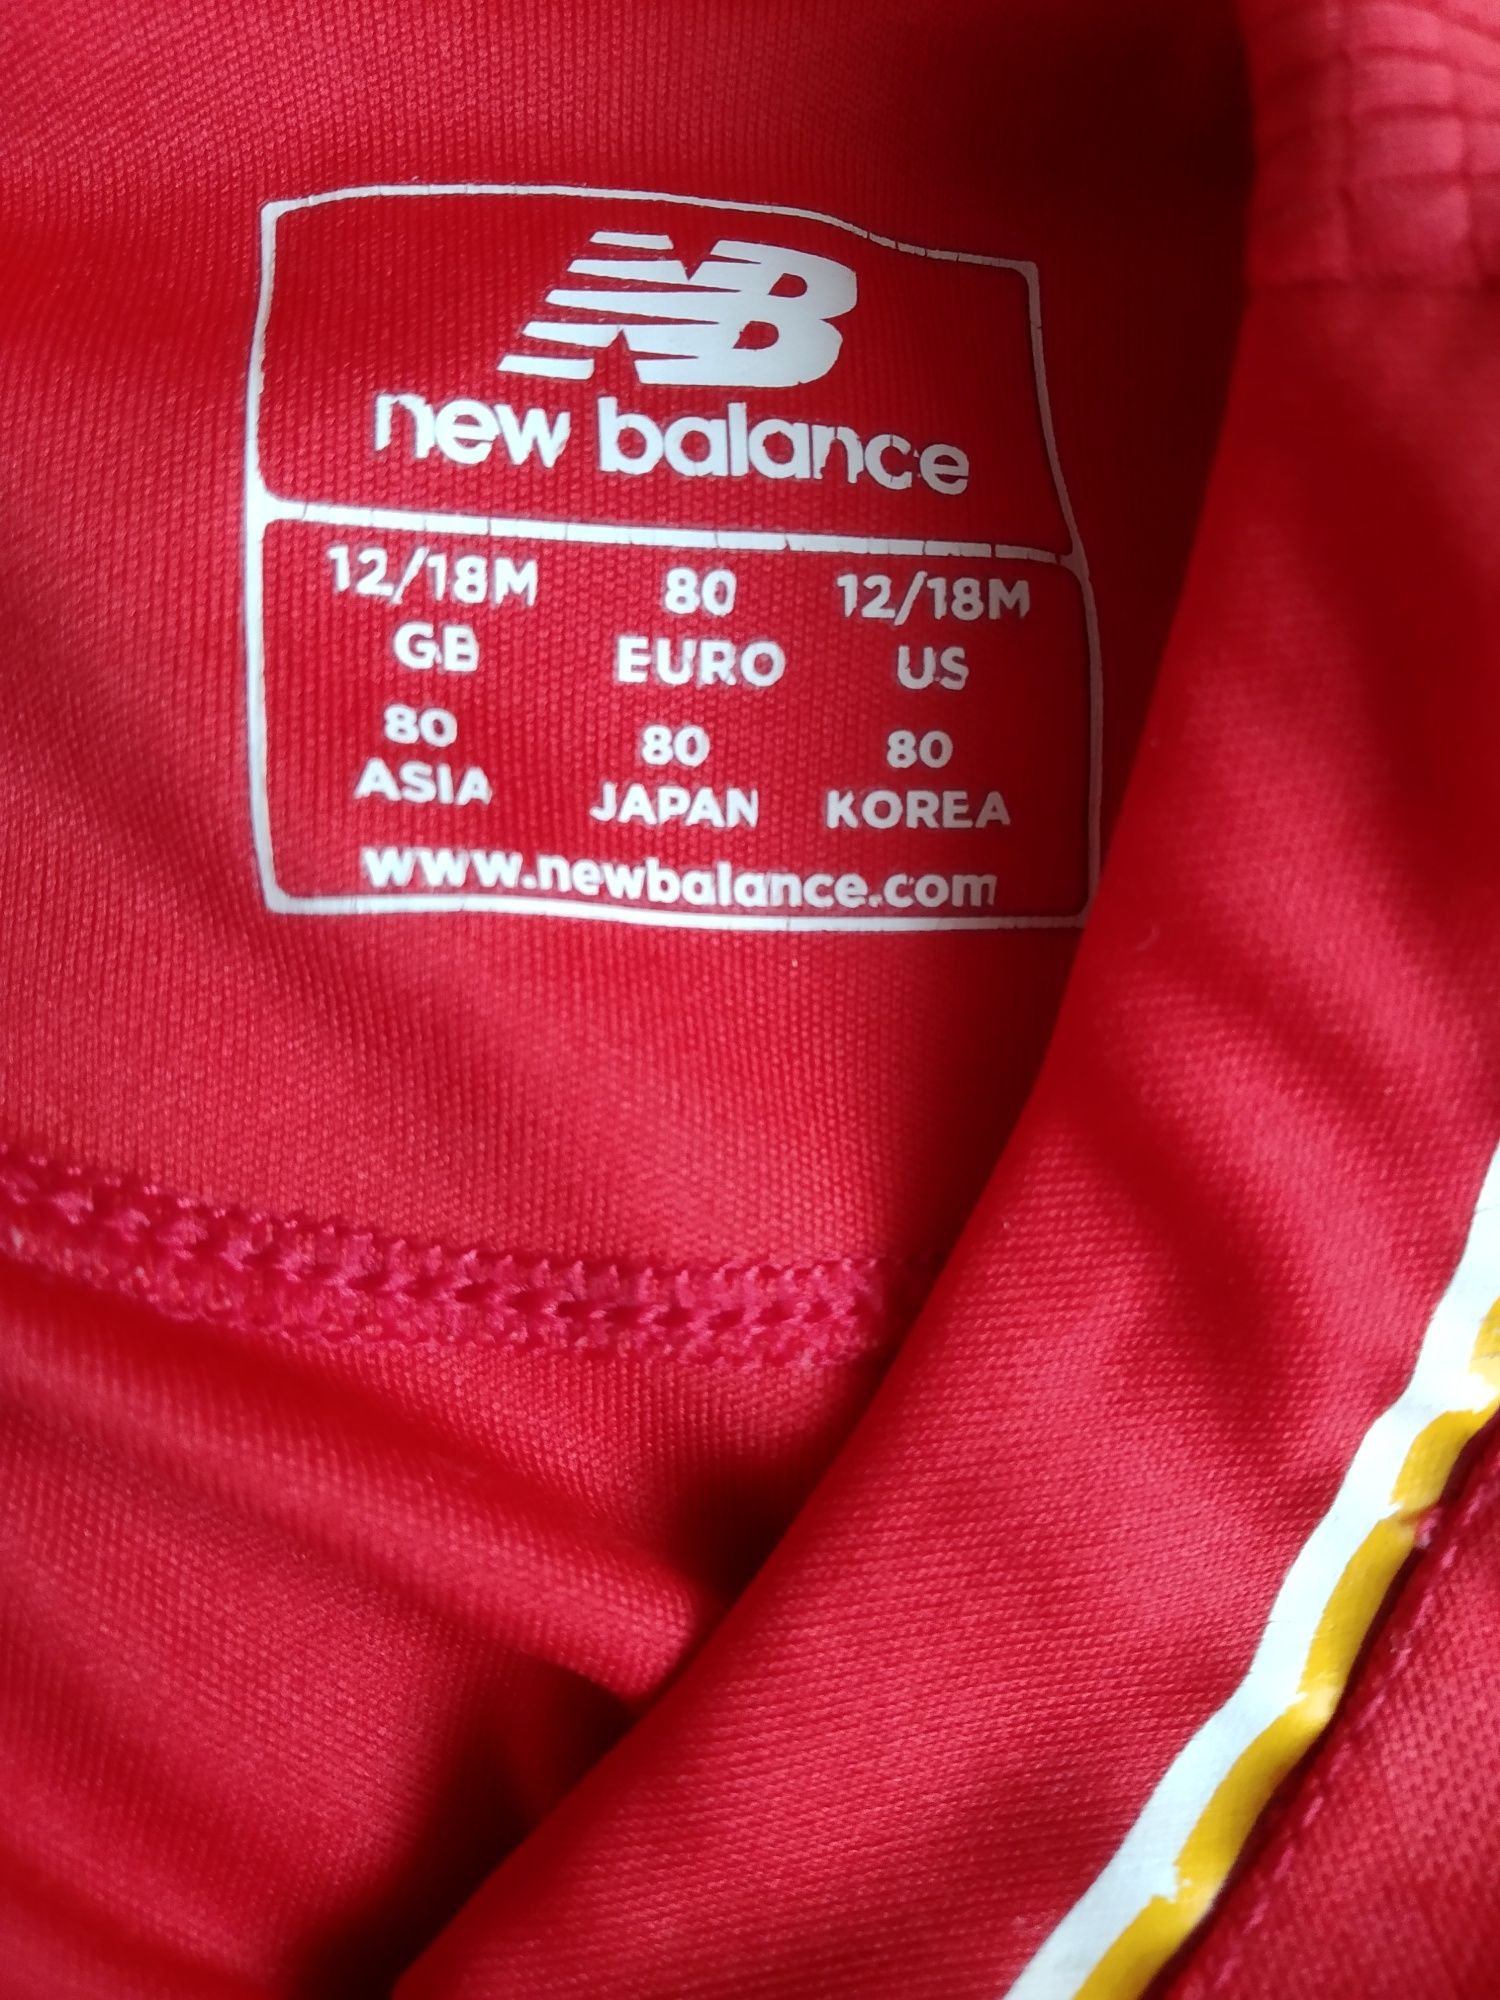 NB
new balance
12/18M 80 12/18M
GB EURO US
80 80 80
ASIA JAPAN KOREA
www.newbalance.com